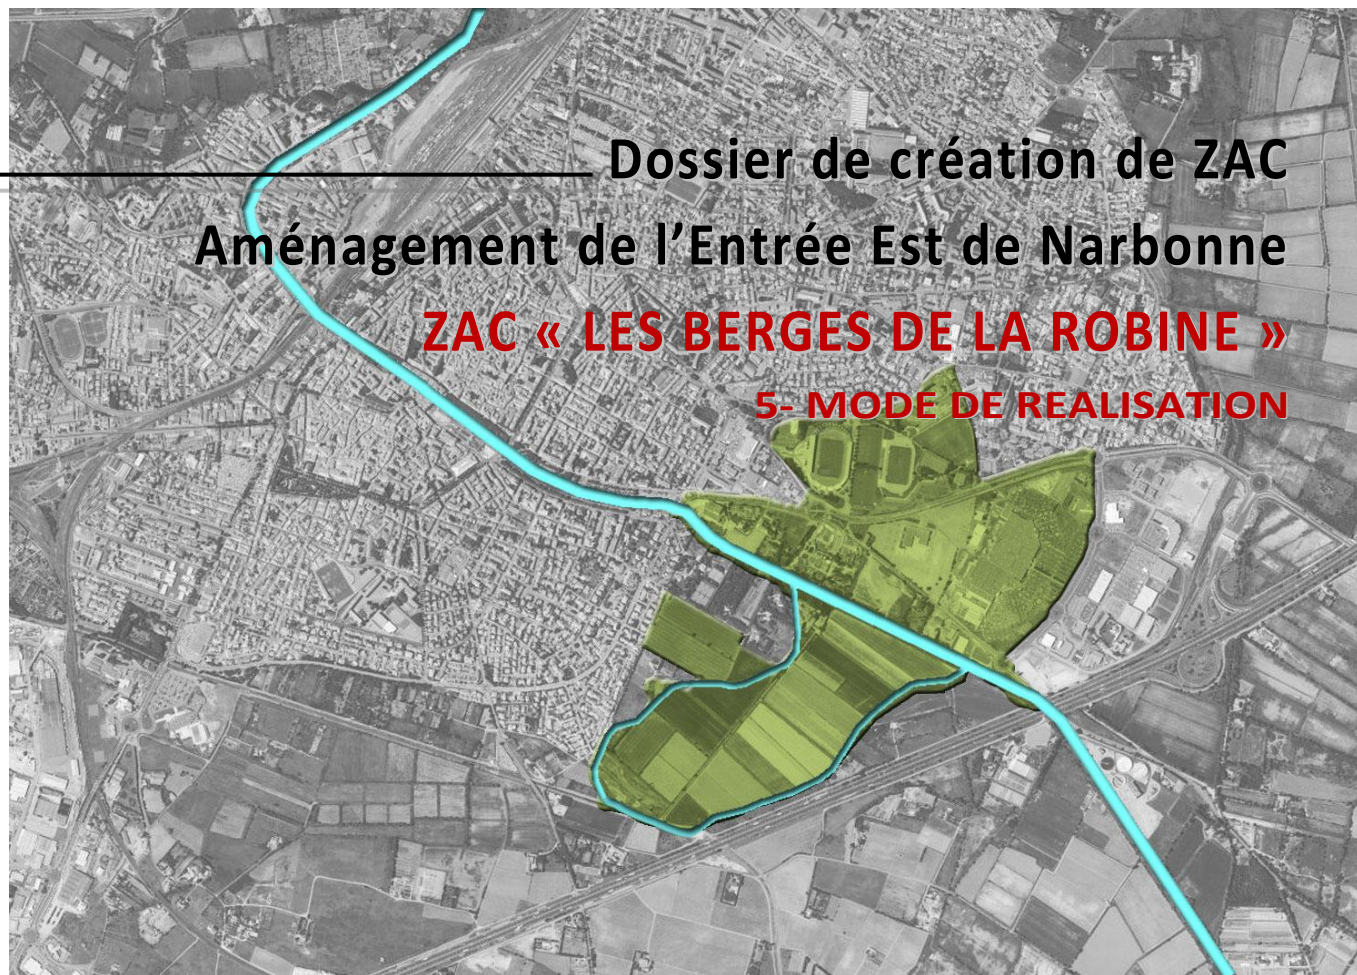 Dossier de création de ZAC
Aménagement de l’Entrée Est de Narbonne
ZAC « LES BERGES DE LA ROBINE »
5- MODE DE REALISATION